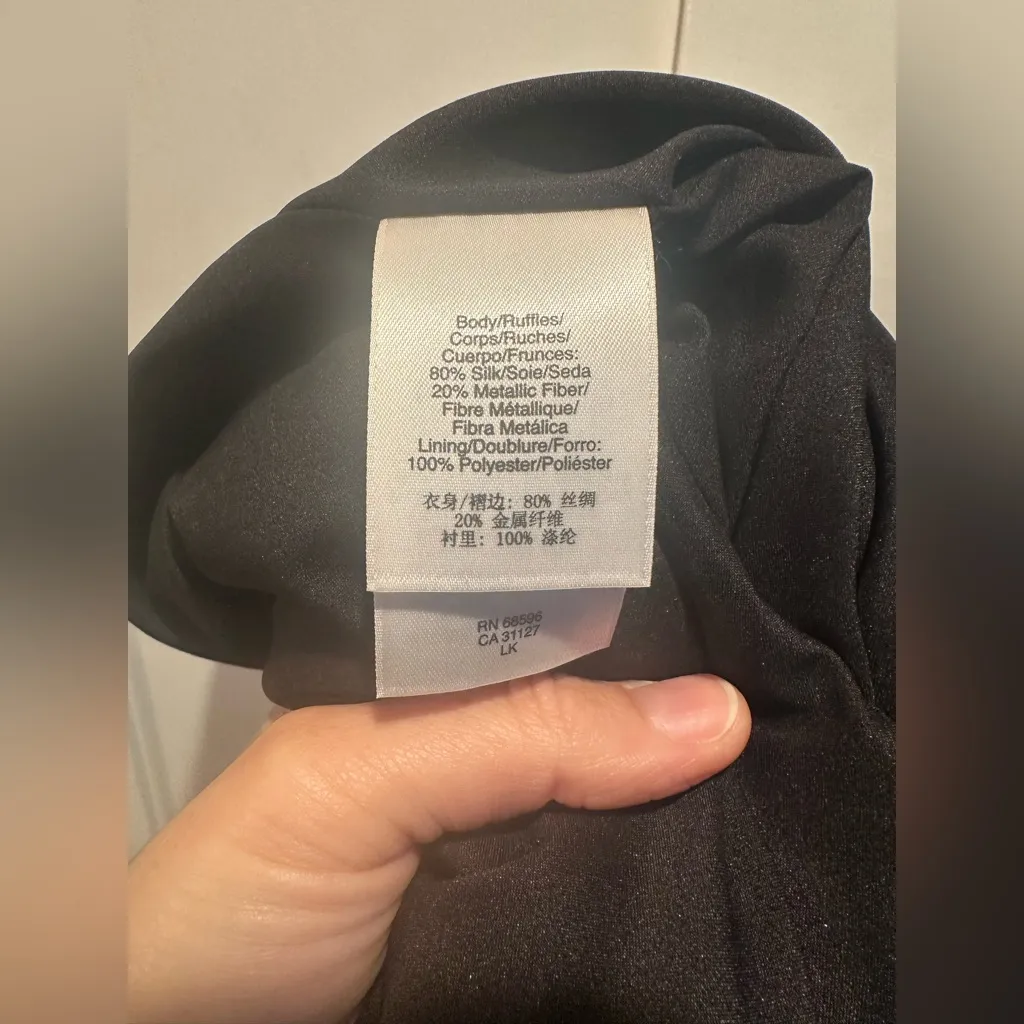 Body/Ruffles/
Corps/Ruches/
Cuerpo/Frunces:
80% Silk/Soie/Seda
20% Metallic Fiber/
Fibre Métallique/
Fibra Metálica
Lining/Doublure/Forro:
100% Polyester/Poliéster
衣身/褶边: 80% 丝绸
20% 金属纤维
衬里: 100% 涤纶
RN 68596
CA 31127
LK